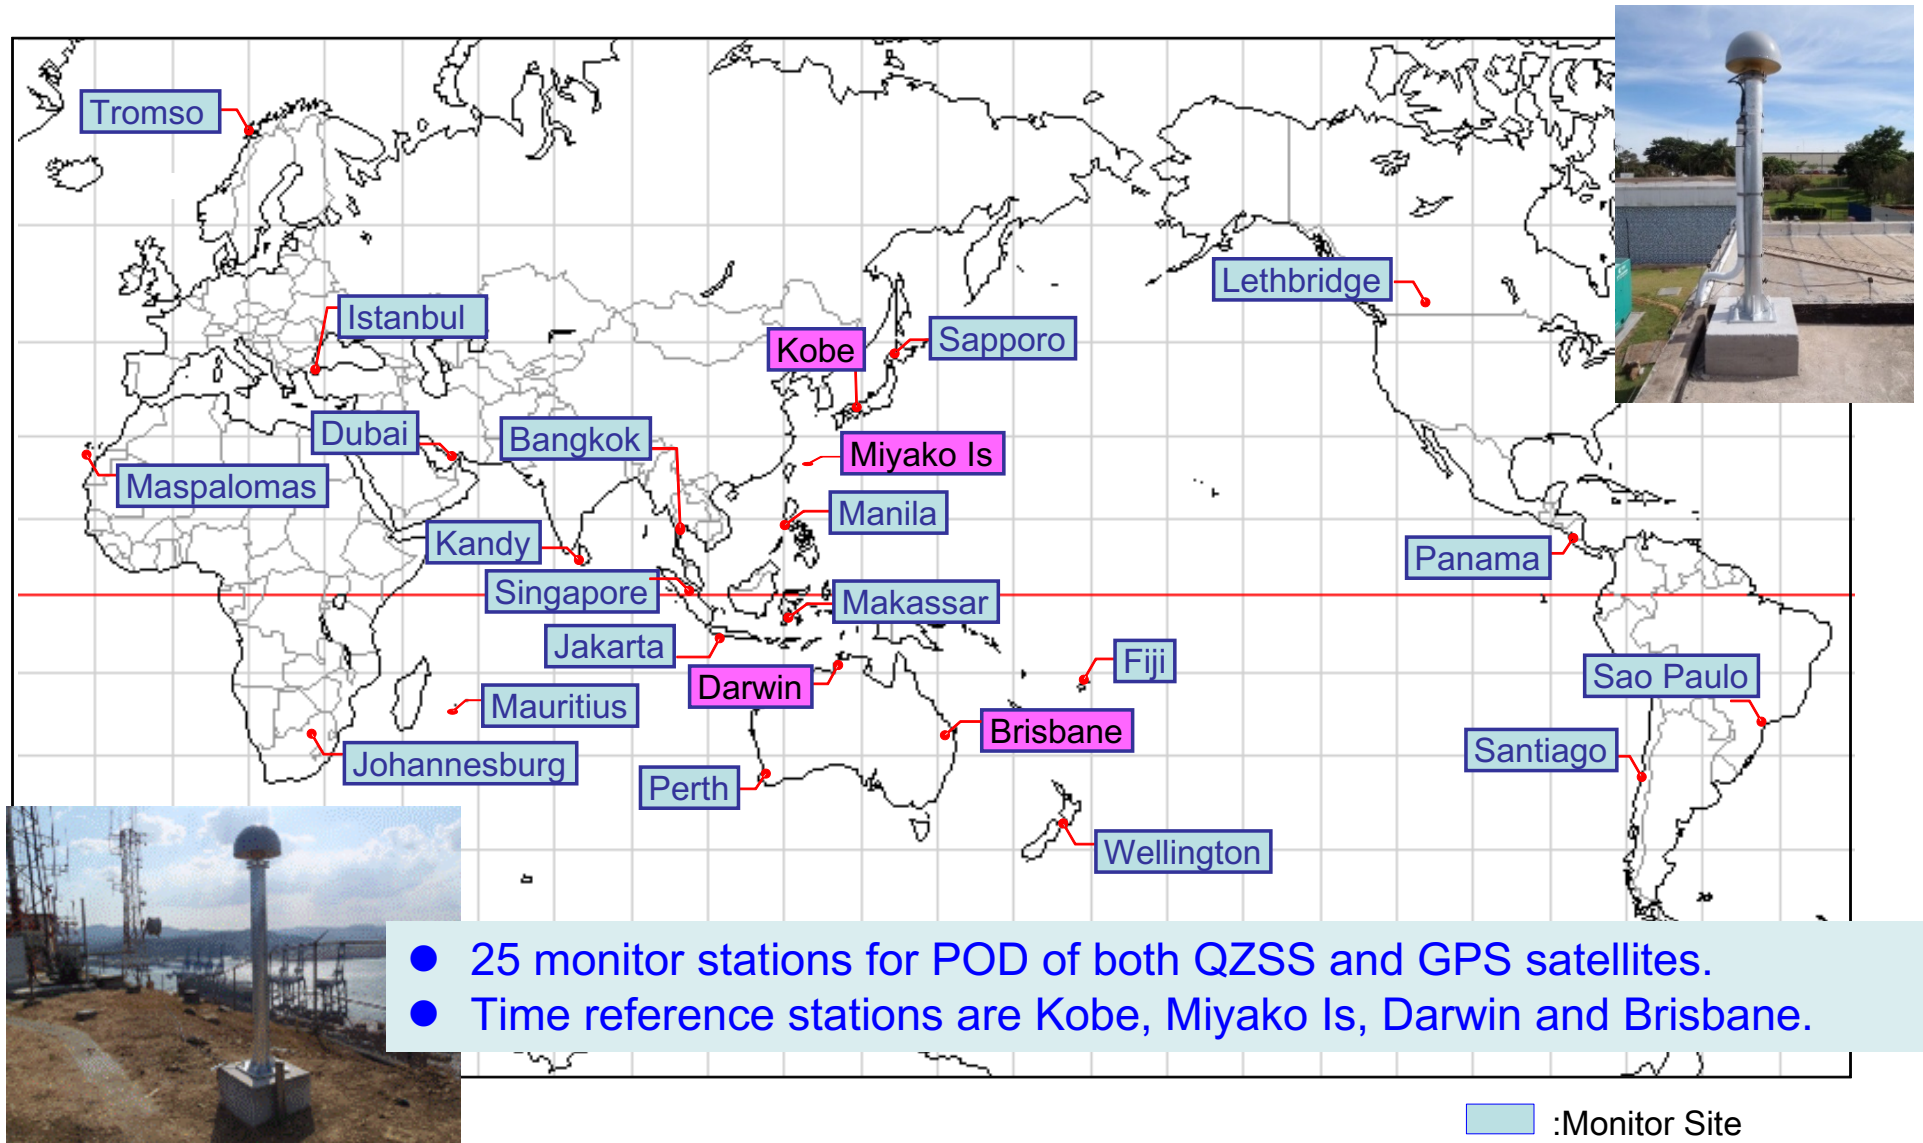 Tromso
Istanbul
Lethbridge
Kobe
Sapporo
Dubai
Bangkok
Miyako Is
Maspalomas
Manila
Kandy
Panama
Singapore
Makassar
Jakarta
Fiji
Darwin
Sao Paulo
Mauritius
Brisbane
Johannesburg
Santiago
Perth
Wellington
● 25 monitor stations for POD of both QZSS and GPS satellites.
● Time reference stations are Kobe, Miyako Is, Darwin and Brisbane.
:Monitor Site